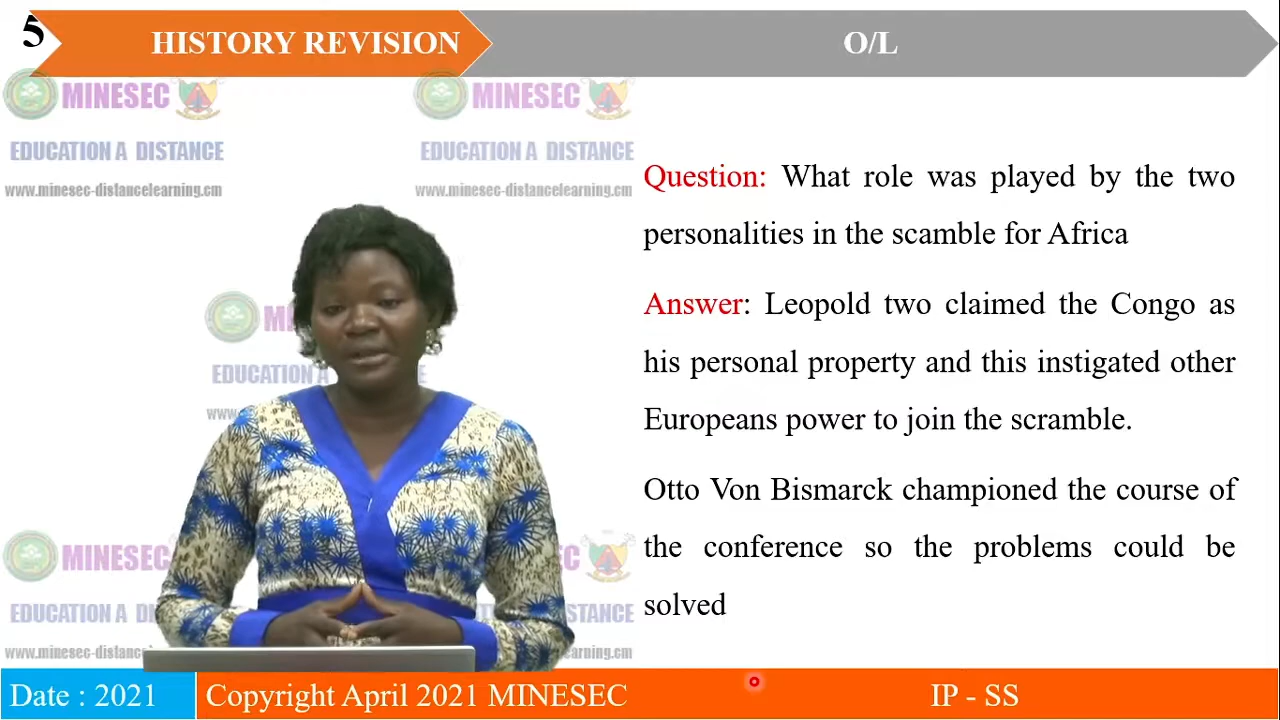 5
HISTORY REVISION
O/L
MINESEC
MINESEC
EDUCATION A DISTANCE
EDUCATION A DISTANCE
www.minesec-distancelearning.cm
www.minesec-distancelearning.cm
Question: What role was played by the two
personalities in the scamble for Africa
Answer: Leopold two claimed the Congo as
his personal property and this instigated other
Europeans power to join the scramble.
Otto Von Bismarck championed the course of
the conference so the problems could be
solved
EDUCATION A
MINESEC
EDUCATION A
DISTANCE
www.minesec-distance
earning.cm
Date : 2021
Copyright April 2021 MINESEC
IP - SS